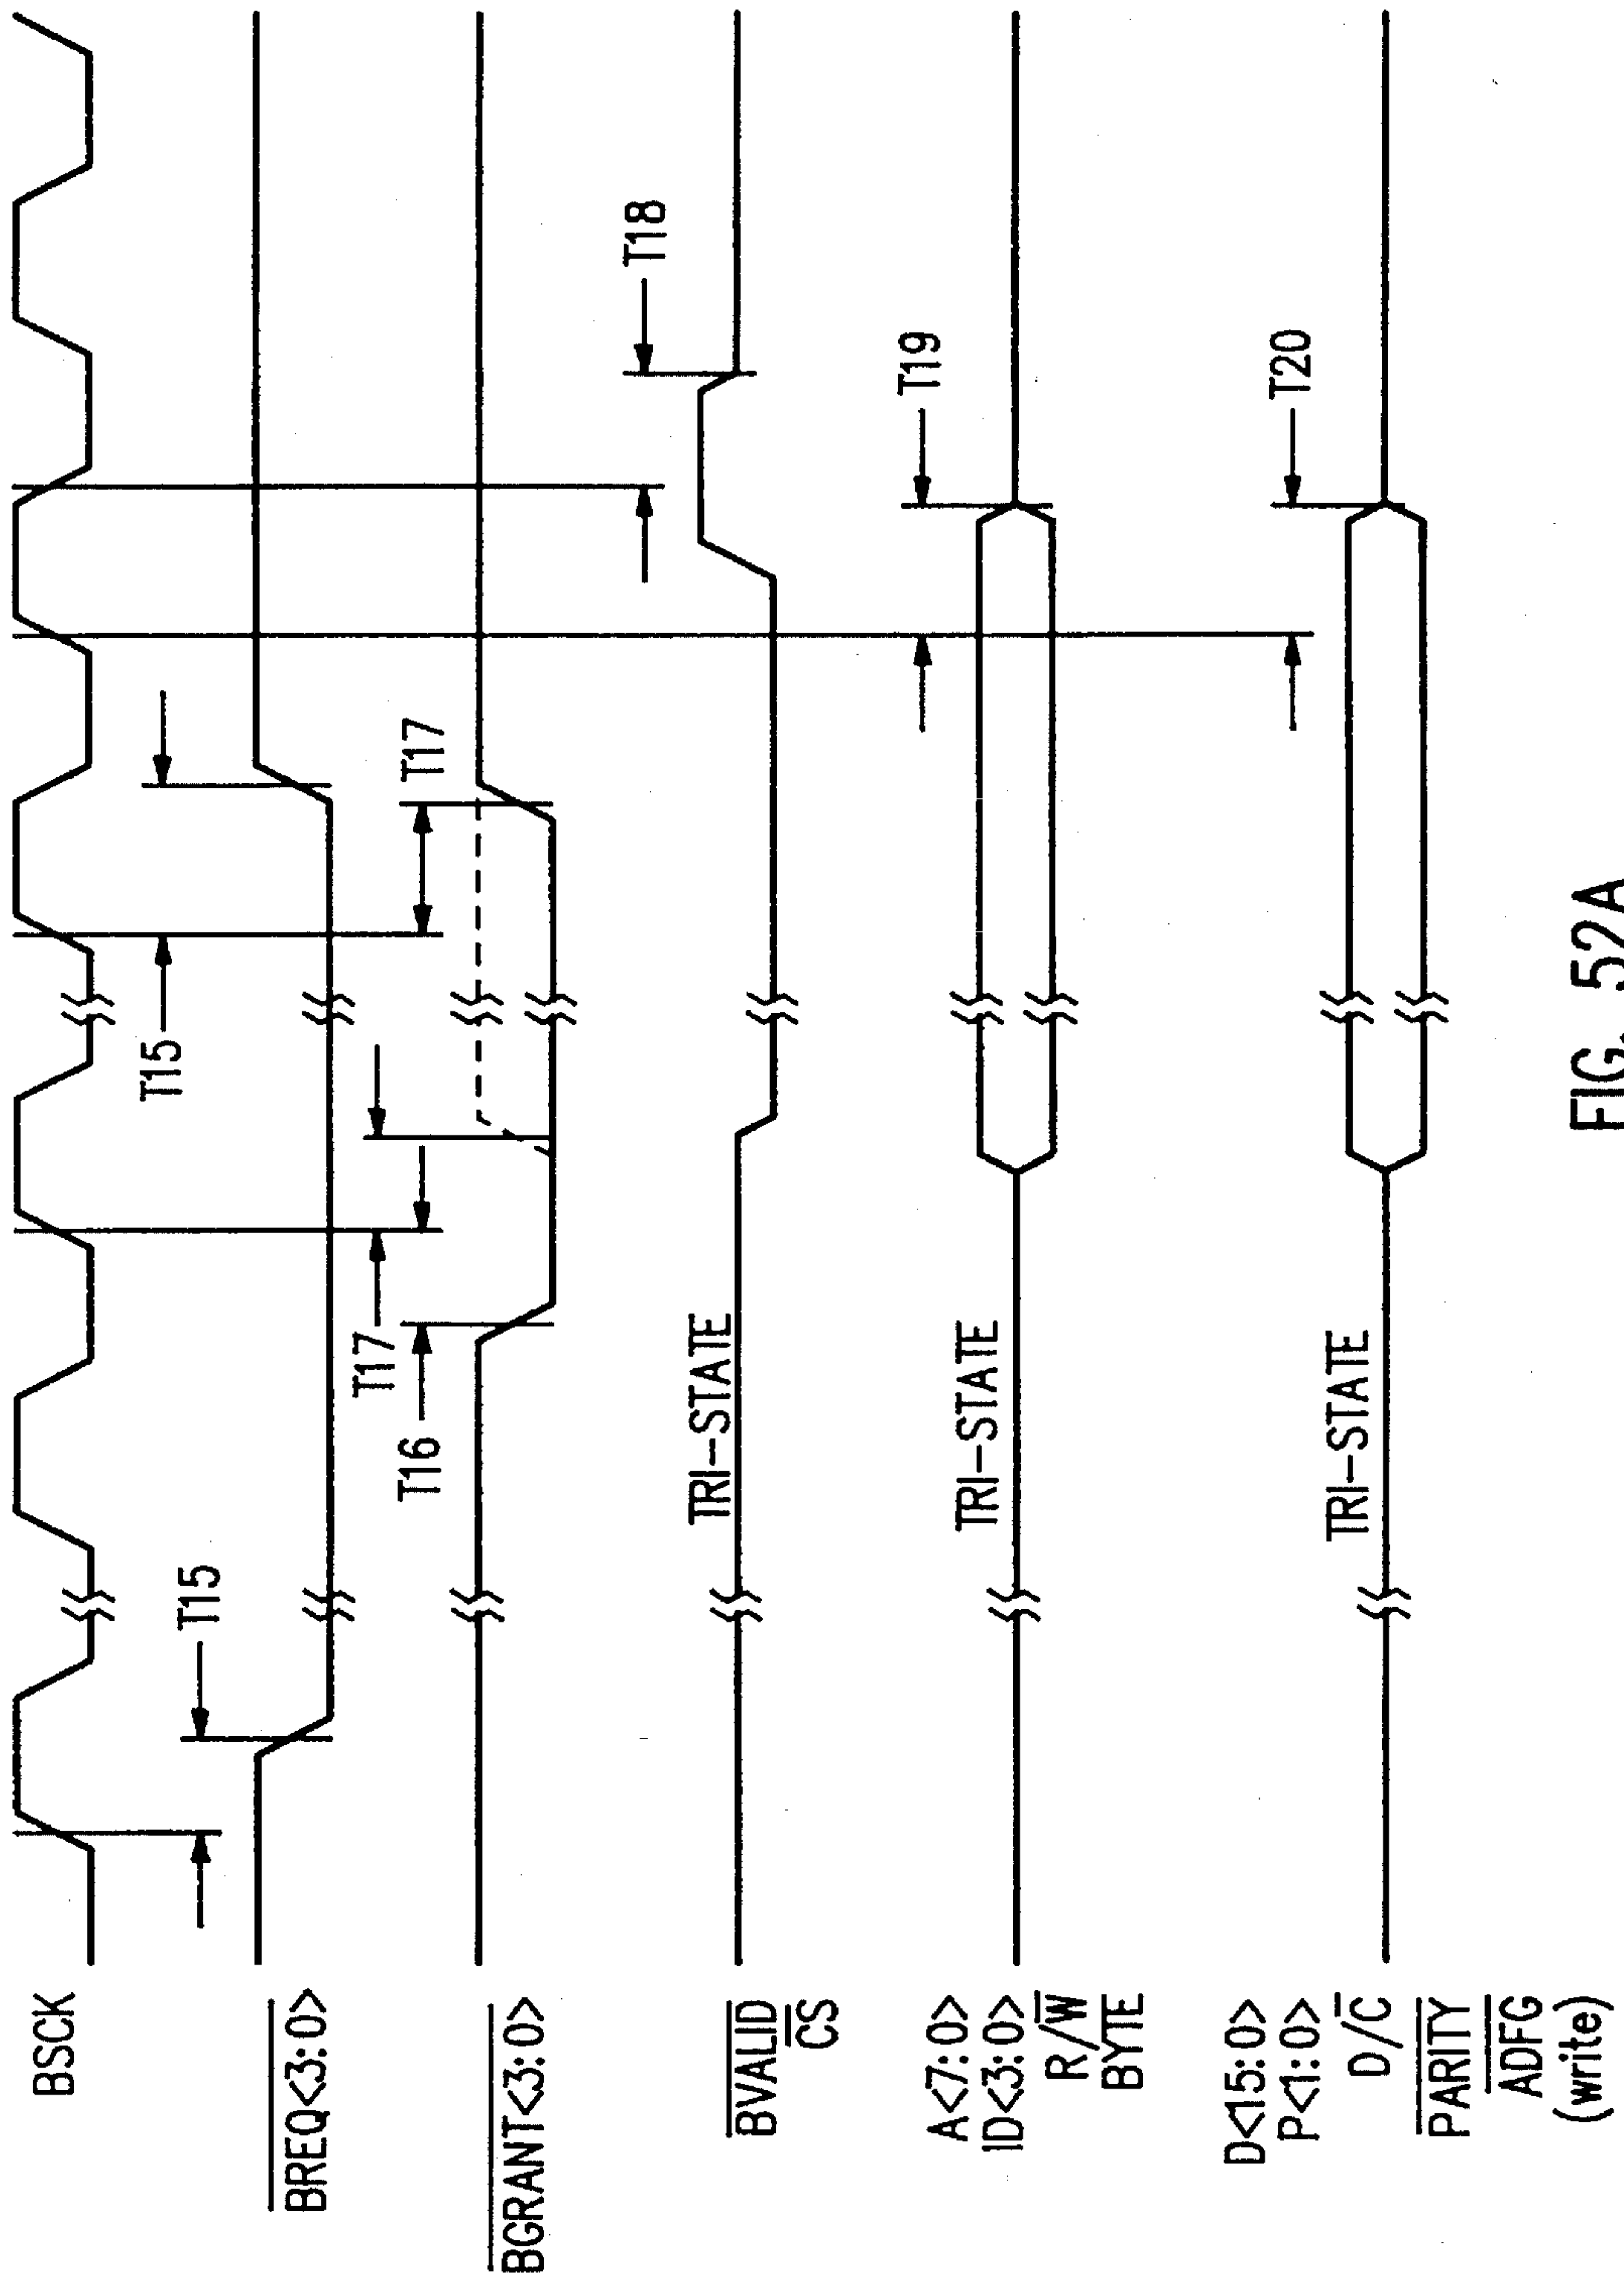 BSCK
T15
T15
BREQ<3:0>
T17
T16
T17
BGRANT<3:0>
TRI-STATE
T18
BVALID
CS
TRI-STATE
T19
A<7:0>
ID<3:0>
R/W
BYTE
TRI-STATE
T20
D<15:0>
P<1:0>
D/C
PARITY
ADFG
(write)
FIG. 52A